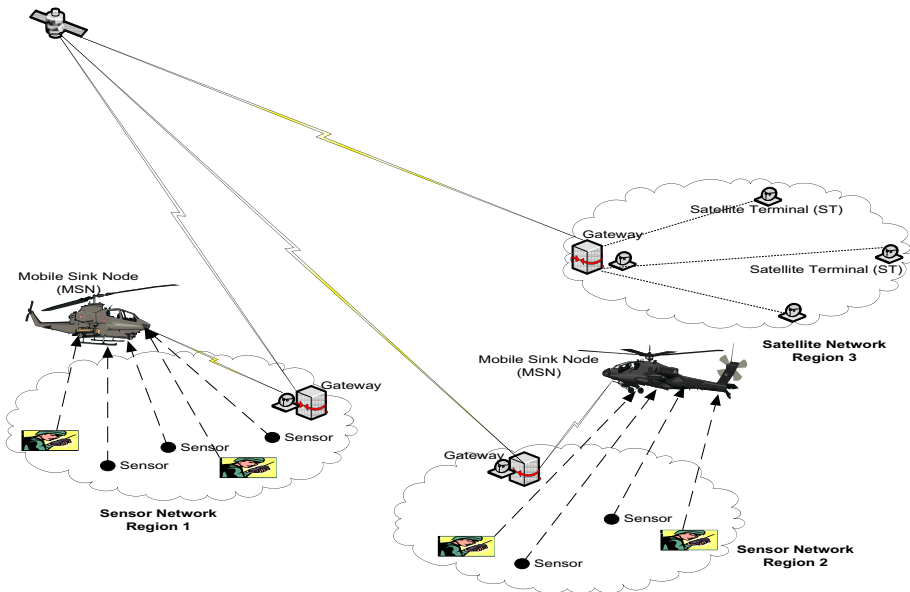 Satellite Terminal (ST)
Gateway
Satellite Terminal (ST)
Satellite Network
Region 3
Mobile Sink Node
(MSN)
Gateway
Sensor
Sensor
Sensor
Sensor Network
Region 1
Mobile Sink Node
(MSN)
Gateway
Sensor
Sensor
Sensor Network
Region 2